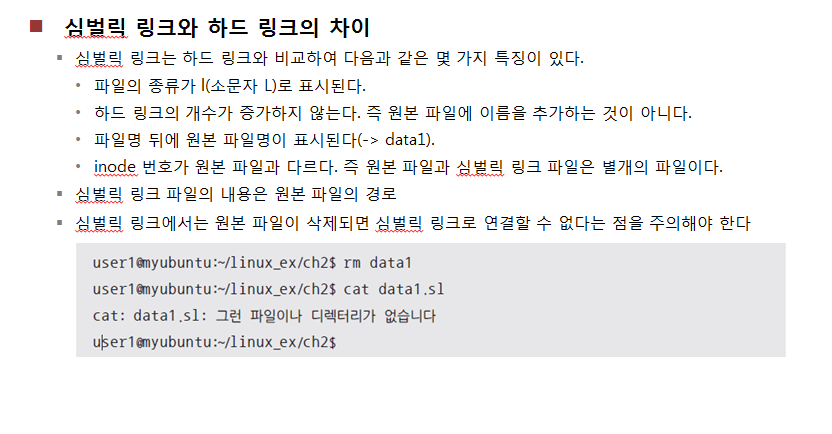 심벌릭 링크와 하드 링크의 차이
심벌릭 링크는 하드 링크와 비교하여 다음과 같은 몇 가지 특징이 있다.
파일의 종류가 l(소문자 L)로 표시된다.
하드 링크의 개수가 증가하지 않는다. 즉 원본 파일에 이름을 추가하는 것이 아니다.
파일명 뒤에 원본 파일명이 표시된다(-> data1).
inode 번호가 원본 파일과 다르다. 즉 원본 파일과 심벌릭 링크 파일은 별개의 파일이다.
심벌릭 링크 파일의 내용은 원본 파일의 경로
심벌릭 링크에서는 원본 파일이 삭제되면 심벌릭 링크로 연결할 수 없다는 점을 주의해야 한다
user1@myubuntu:~/linux_ex/ch2$ rm data1
user1@myubuntu:~/linux_ex/ch2$ cat data1.sl
cat: data1.sl: 그런 파일이나 디렉터리가 없습니다
user1@myubuntu:~/linux_ex/ch2$